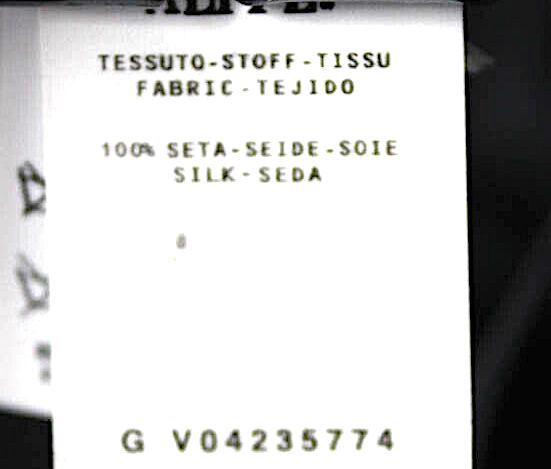 TESSUTO-STOFF-TISSU
FABRIC-TEJIDO
100% SETA-SEIDE-SOIE
SILK-SEDA
G V04235774